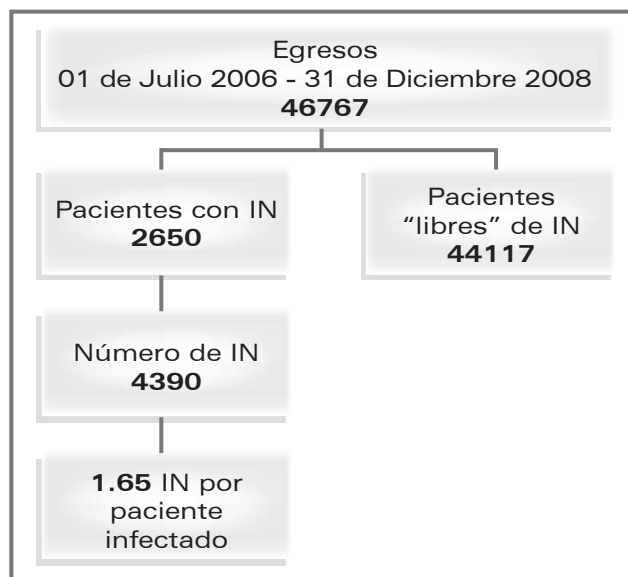 Egresos
01 de Julio 2006 - 31 de Diciembre 2008
46767
Pacientes con IN
2650
Pacientes
“libres” de IN
44117
Número de IN
4390
1.65 IN por
paciente
infectado